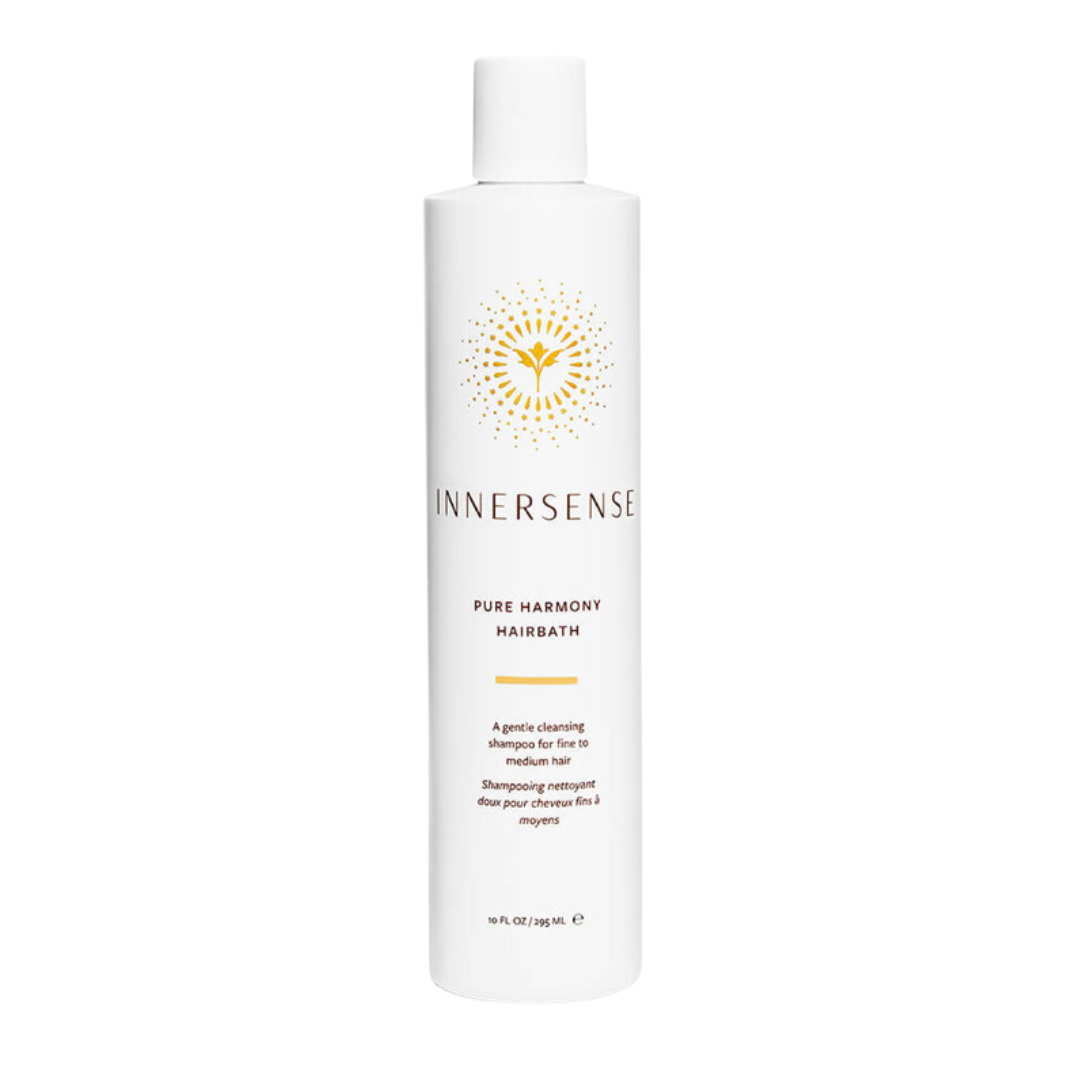 INNERSENSE
PURE HARMONY
HAIRBATH
A gentle cleansing
shampoo for fine to
medium hair
Shampooing nettoyant
doux pour cheveux fins à
moyens
10 FL OZ / 295 ML ℮